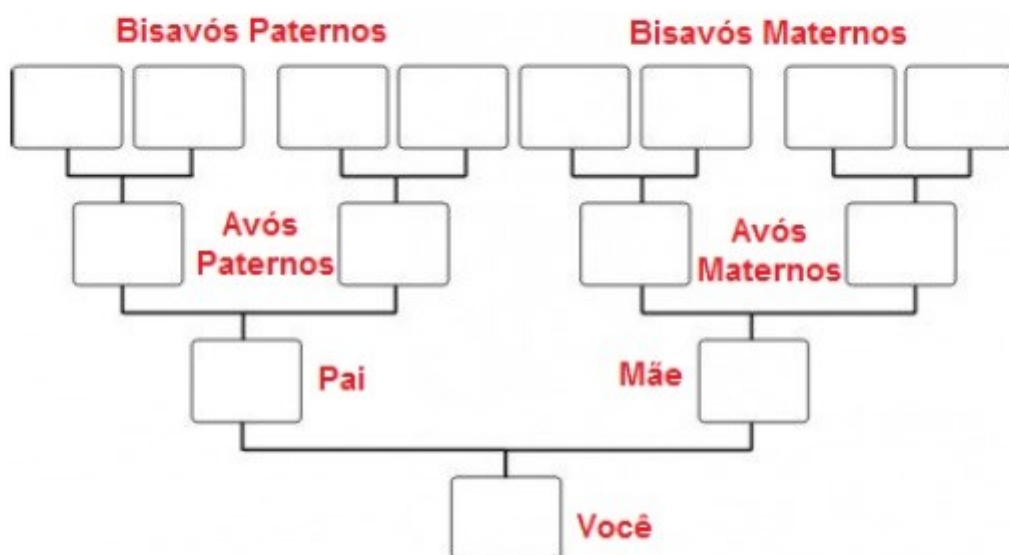 Bisavós Paternos
Bisavós Maternos
Avós
Paternos
Avós
Maternos
Pai
Mãe
Você